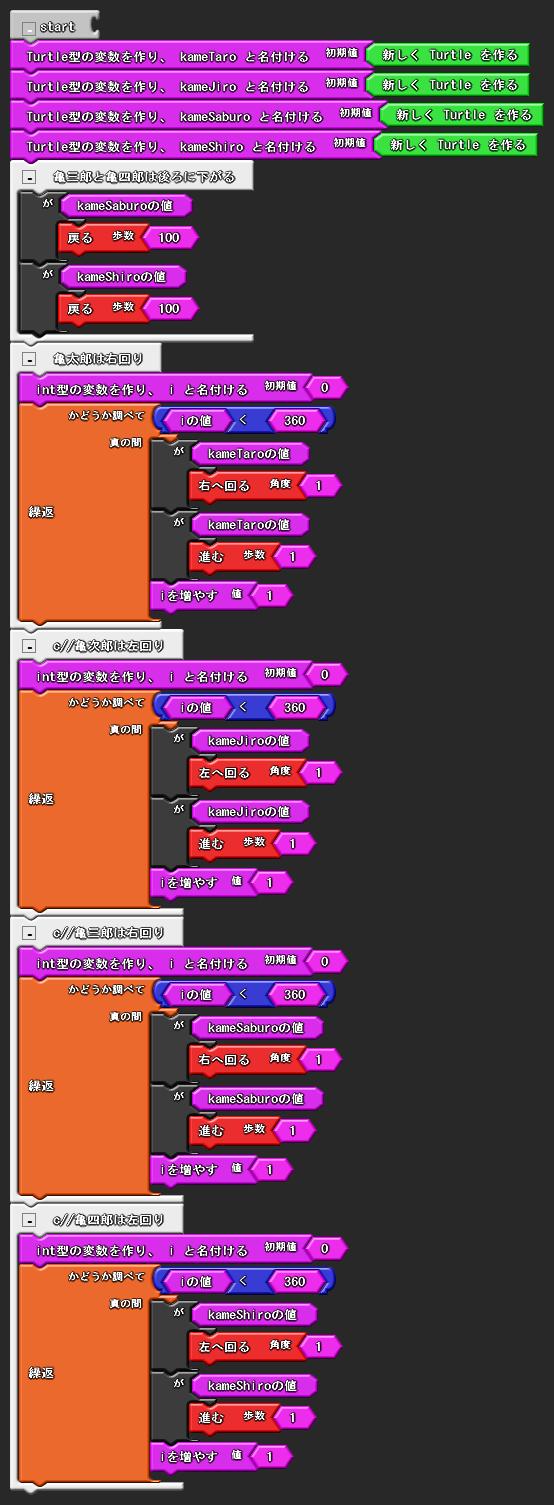 - start
Turtle型の変数を作り、 kameTaro と名付ける 初期値 新しく Turtle を作る
Turtle型の変数を作り、 kameJiro と名付ける 初期値 新しく Turtle を作る
Turtle型の変数を作り、 kameSaburo と名付ける 初期値 新しく Turtle を作る
Turtle型の変数を作り、 kameShiro と名付ける 初期値 新しく Turtle を作る
- 亀三郎と亀四郎は後ろに下がる
が kameSaburoの値
戻る 歩数 100
が kameShiroの値
戻る 歩数 100
- 亀太郎は右回り
int型の変数を作り、 i と名付ける 初期値 0
かどうか調べて iの値 < 360
真の間 が kameTaroの値
右へ回る 角度 1
繰返
が kameTaroの値
進む 歩数 1
iを増やす 値 1
- c//亀次郎は左回り
int型の変数を作り、 i と名付ける 初期値 0
かどうか調べて iの値 < 360
真の間 が kameJiroの値
左へ回る 角度 1
繰返
が kameJiroの値
進む 歩数 1
iを増やす 値 1
- c//亀三郎は右回り
int型の変数を作り、 i と名付ける 初期値 0
かどうか調べて iの値 < 360
真の間 が kameSaburoの値
右へ回る 角度 1
繰返
が kameSaburoの値
進む 歩数 1
iを増やす 値 1
- c//亀四郎は左回り
int型の変数を作り、 i と名付ける 初期値 0
かどうか調べて iの値 < 360
真の間 が kameShiroの値
左へ回る 角度 1
繰返
が kameShiroの値
進む 歩数 1
iを増やす 値 1